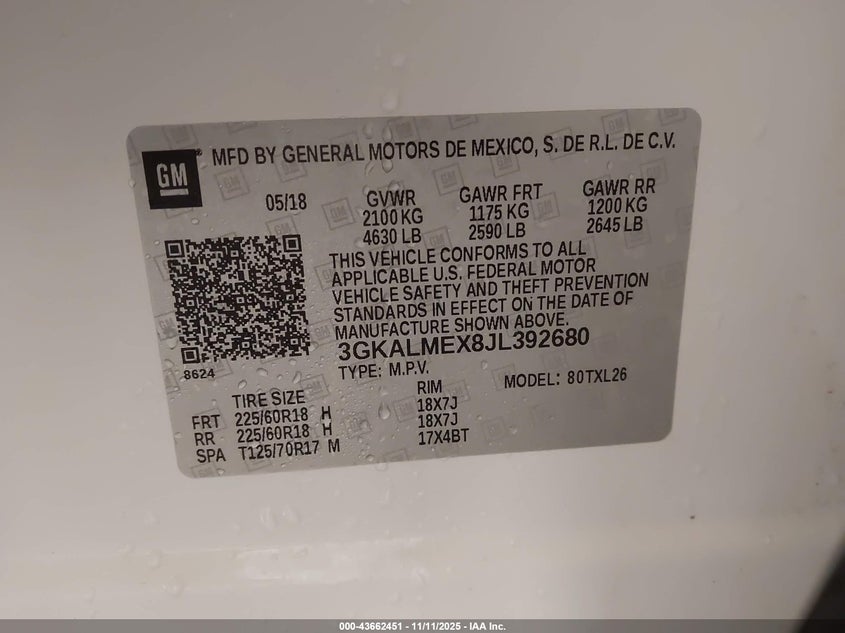 GM® MFD BY GENERAL MOTORS DE MEXICO, S. DE R.L. DE C.V.
05/18 GVWR GAWR FRT GAWR RR
2100 KG 1175 KG 1200 KG
4630 LB 2590 LB 2645 LB
THIS VEHICLE CONFORMS TO ALL
APPLICABLE U.S. FEDERAL MOTOR
VEHICLE SAFETY AND THEFT PREVENTION
STANDARDS IN EFFECT ON THE DATE OF
MANUFACTURE SHOWN ABOVE.
3GKALMEX8JL392680
8624
TYPE: M.P.V. MODEL: 80TXL26
TIRE SIZE RIM
FRT 225/60R18 H 18X7J
RR 225/60R18 H 18X7J
SPA T125/70R17 M 17X4BT
000-43662451 - 11/11/2025 - IAA Inc.